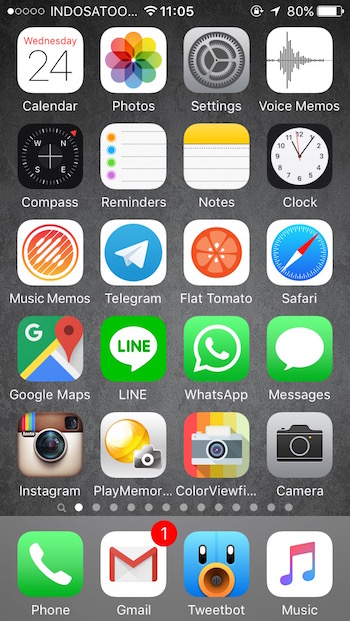 INDOSATOO... 11:05 80%
Wednesday
24
Calendar Photos Settings Voice Memos
W N E S
Compass Reminders Notes Clock
Music Memos Telegram Flat Tomato Safari
G
LINE
Google Maps LINE WhatsApp Messages
Instagram PlayMemor... ColorViewfi... Camera
1
Phone Gmail Tweetbot Music